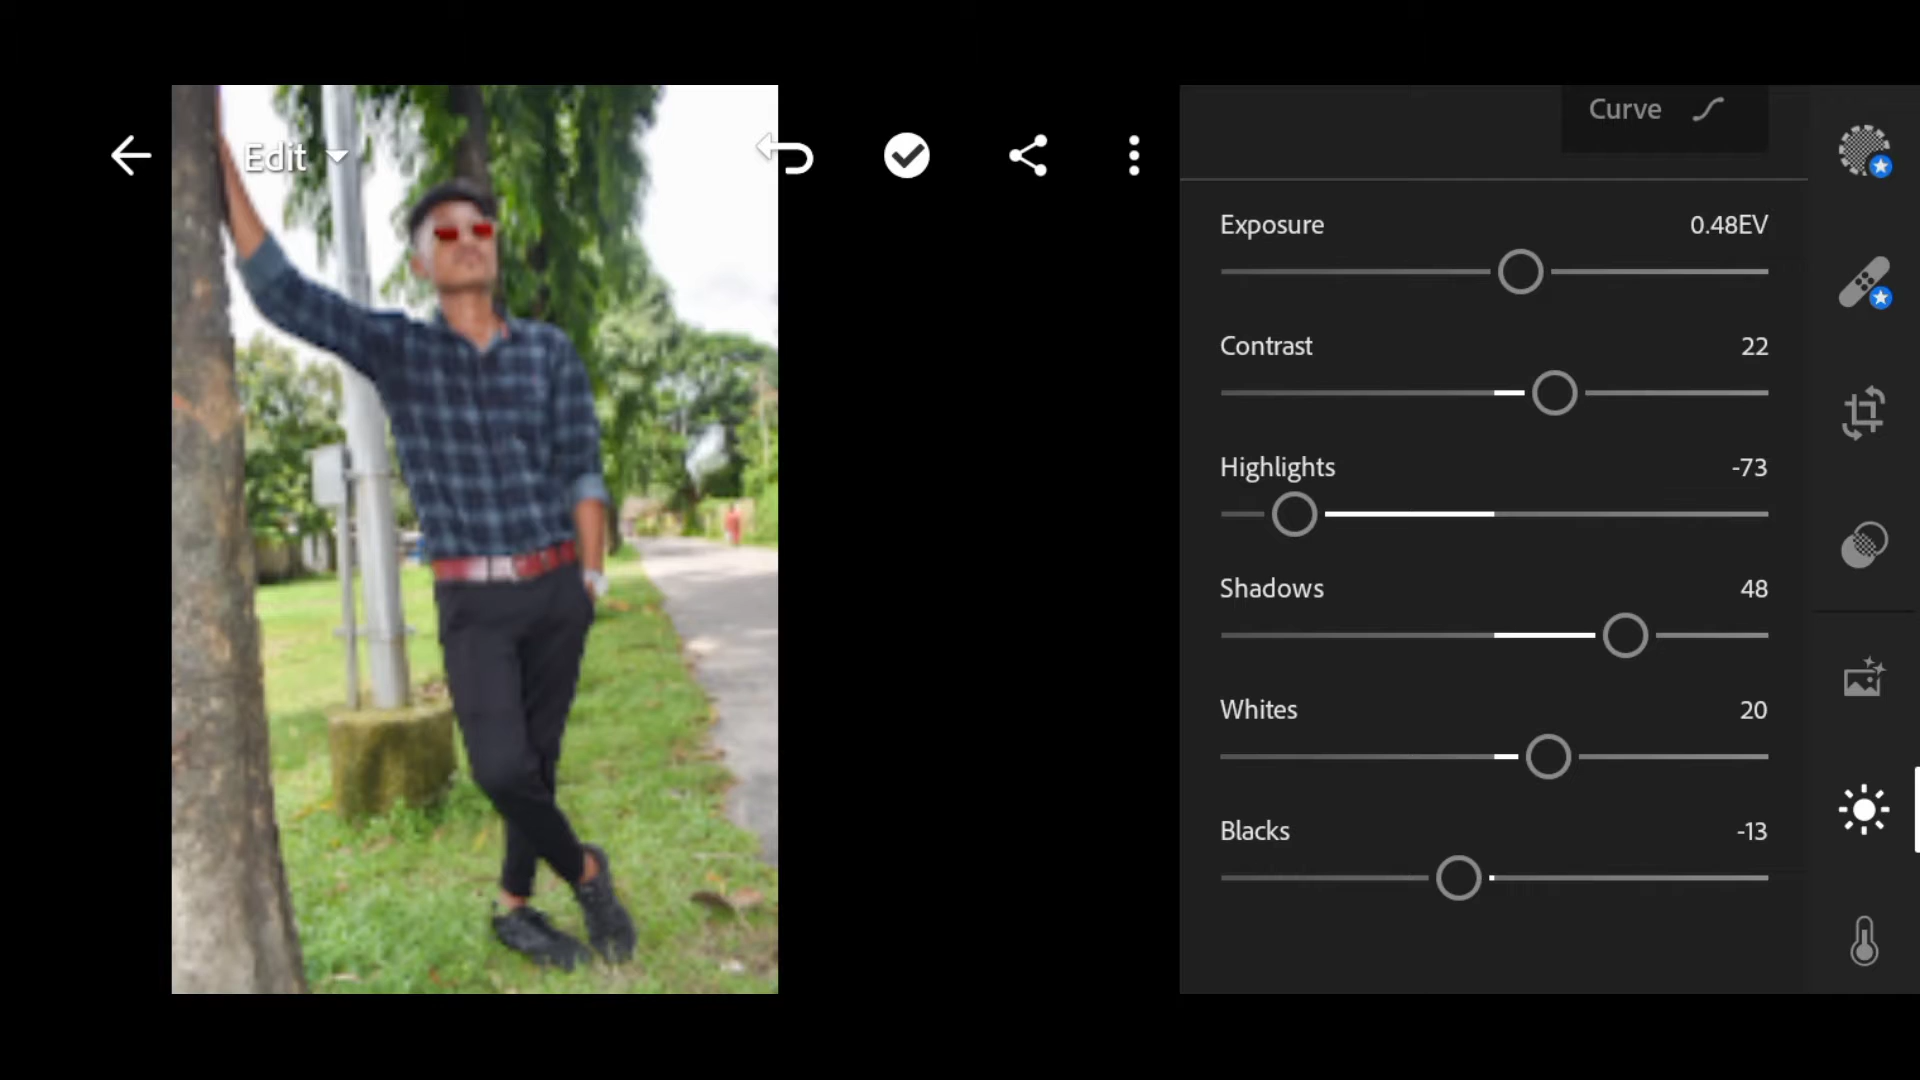 Edit
Curve
Exposure 0.48EV
Contrast 22
Highlights -73
Shadows 48
Whites 20
Blacks -13